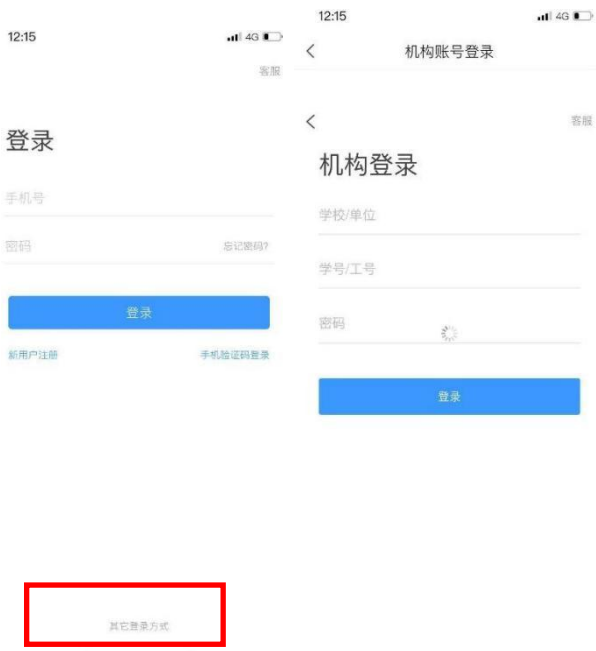 12:15
4G
客服
登录
手机号
密码
忘记密码?
登录
新用户注册
手机验证码登录
其它登录方式
12:15
4G
机构账号登录
客服
机构登录
学校/单位
学号/工号
密码
登录